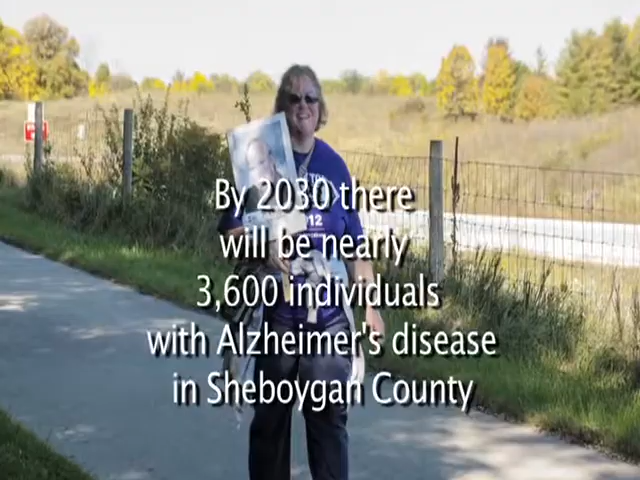 By 2030 there
will be nearly
3,600 individuals
with Alzheimer's disease
in Sheboygan County